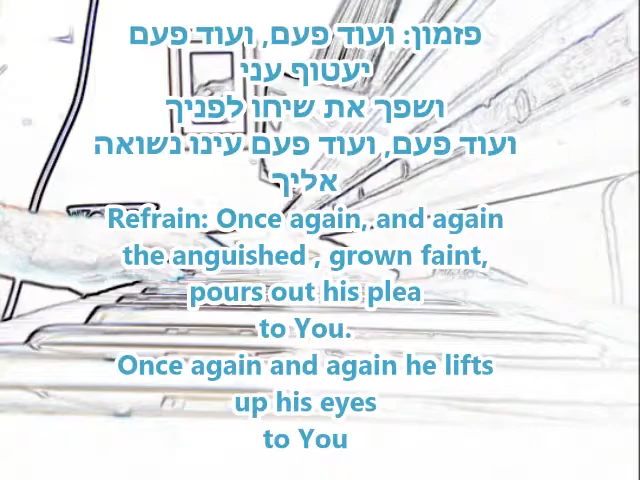 פזמון: ועוד פעם, ועוד פעם
יעטוף עני
ושפך את שיחו לפניך
ועוד פעם, ועוד פעם עינו נשואה
אליך
Refrain: Once again, and again
the anguished , grown faint,
pours out his plea
to You.
Once again and again he lifts
up his eyes
to You